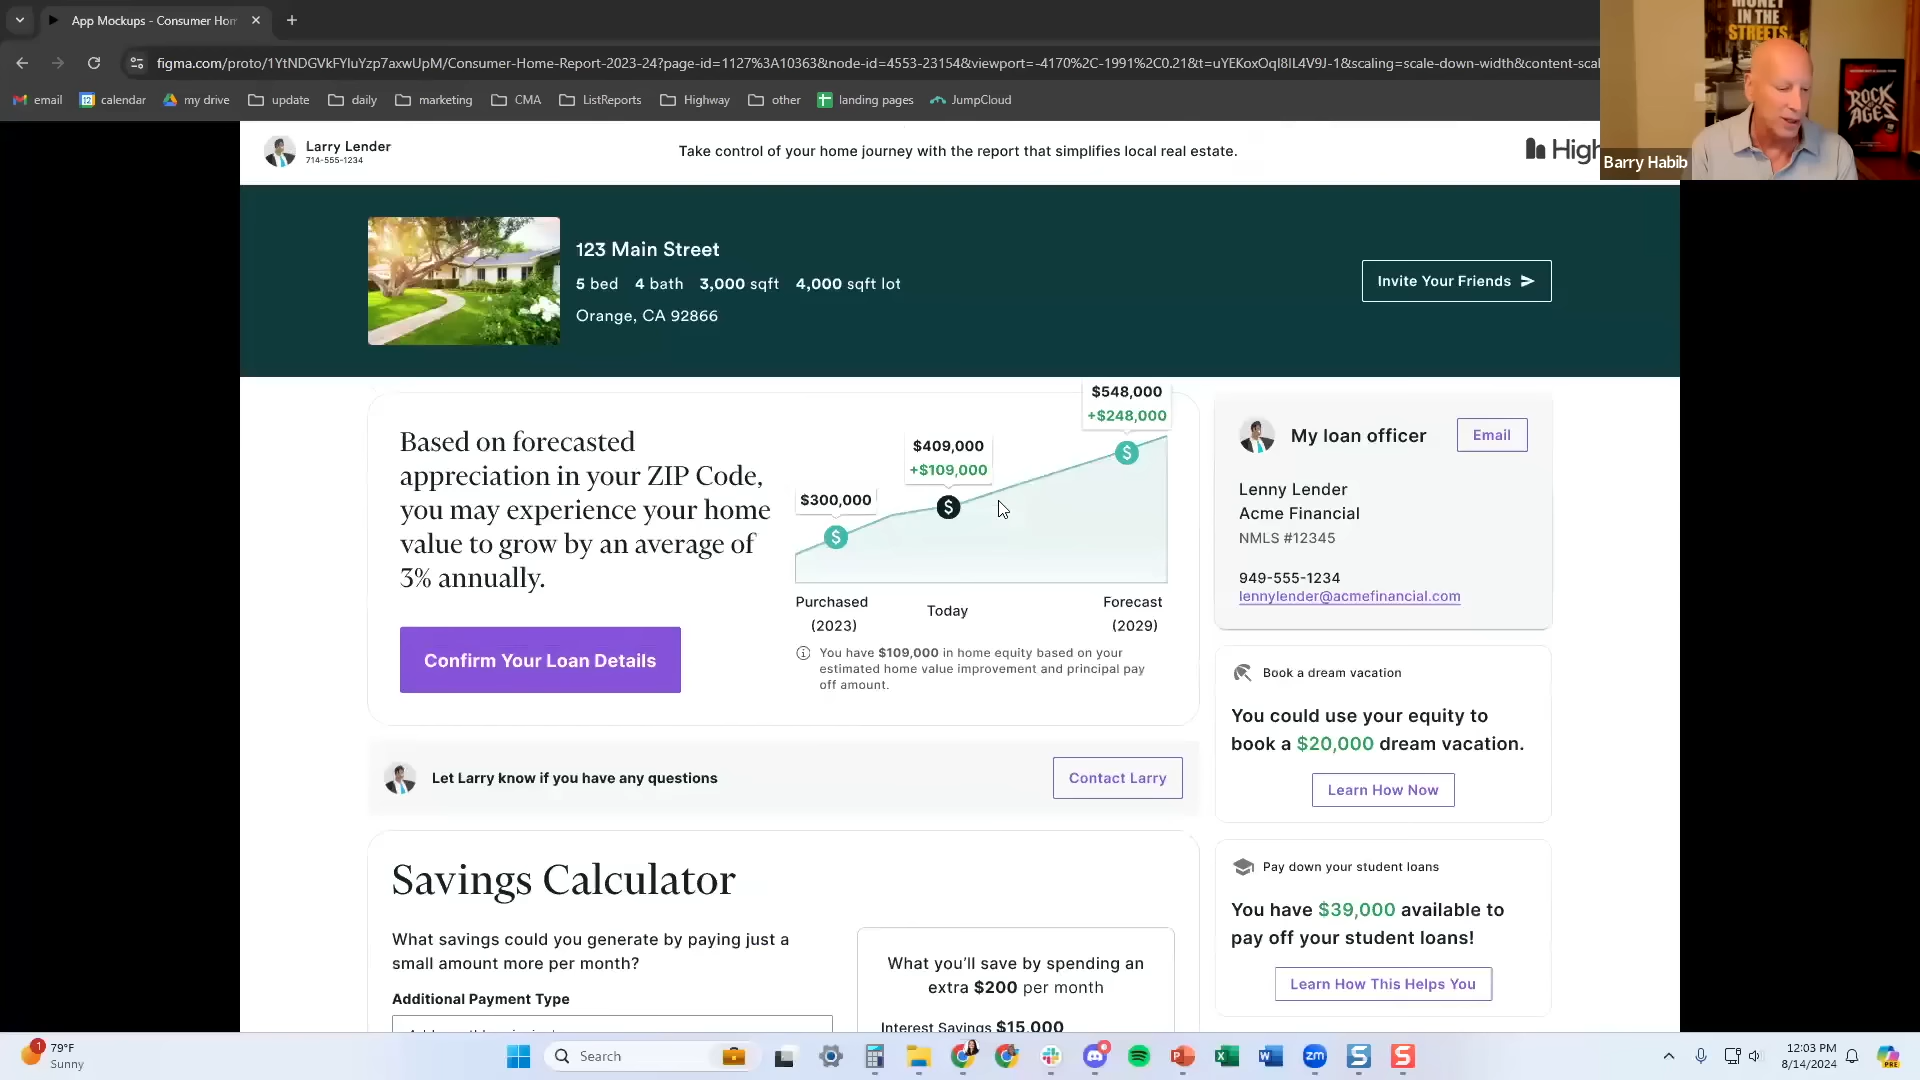 App Mockups - Consumer Hom
figma.com/proto/1YtNDGVkFYluYzp7axwUpM/Consumer-Home-Report-2023-24?page-id=1127%3A10363&node-id=4553-23154&viewport=-4170%2C-1991%2C0.21&t=uYEKoxOqI8IL4V9J-1&scaling=scale-down-width&content-scal
email
calendar
my drive
update
daily
marketing
CMA
ListReports
Highway
other
landing pages
JumpCloud
MONEY
IN THE
STREETS
ROCK
OF
AGES
Barry Habib
Larry Lender
714-555-1234
Take control of your home journey with the report that simplifies local real estate.
High
123 Main Street
5 bed 4 bath 3,000 sqft 4,000 sqft lot
Orange, CA 92866
Invite Your Friends
Based on forecasted
appreciation in your ZIP Code,
you may experience your home
value to grow by an average of
3% annually.
Confirm Your Loan Details
$300,000
$409,000
+$109,000
$548,000
+$248,000
$
$
$
Purchased
(2023)
Today
Forecast
(2029)
You have $109,000 in home equity based on your
estimated home value improvement and principal pay
off amount.
My loan officer
Email
Lenny Lender
Acme Financial
NMLS #12345
949-555-1234
lennylender@acmefinancial.com
Book a dream vacation
You could use your equity to
book a $20,000 dream vacation.
Learn How Now
Let Larry know if you have any questions
Contact Larry
Pay down your student loans
You have $39,000 available to
pay off your student loans!
Learn How This Helps You
Savings Calculator
What savings could you generate by paying just a
small amount more per month?
Additional Payment Type
What you'll save by spending an
extra $200 per month
Interest Savings $15,000
1
79°F
Sunny
Search
zm
12:03 PM
8/14/2024
PRE